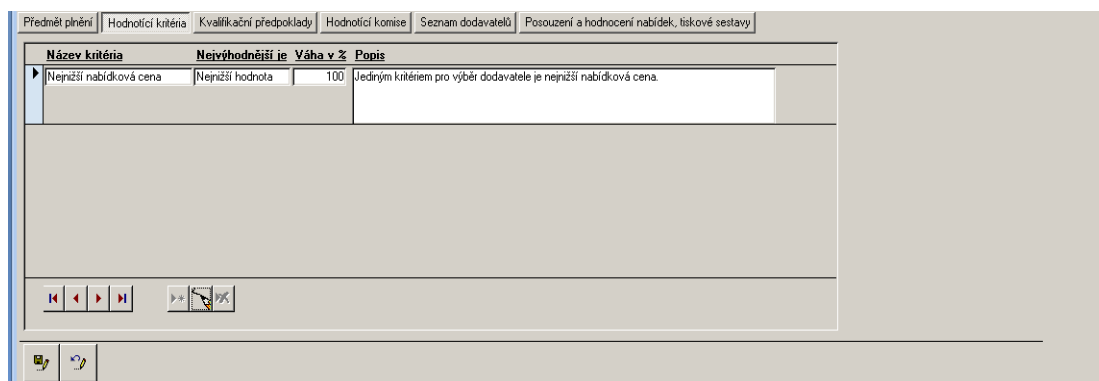 Předmět plnění Hodnotící kritéria Kvalifikační předpoklady Hodnotící komise Seznam dodavatelů Posouzení a hodnocení nabídek, tiskové sestavy
Název kritéria Nejvýhodnější je Váha v % Popis
Nejnižší nabídková cena Nejnižší hodnota 100 Jediným kritériem pro výběr dodavatele je nejnižší nabídková cena.